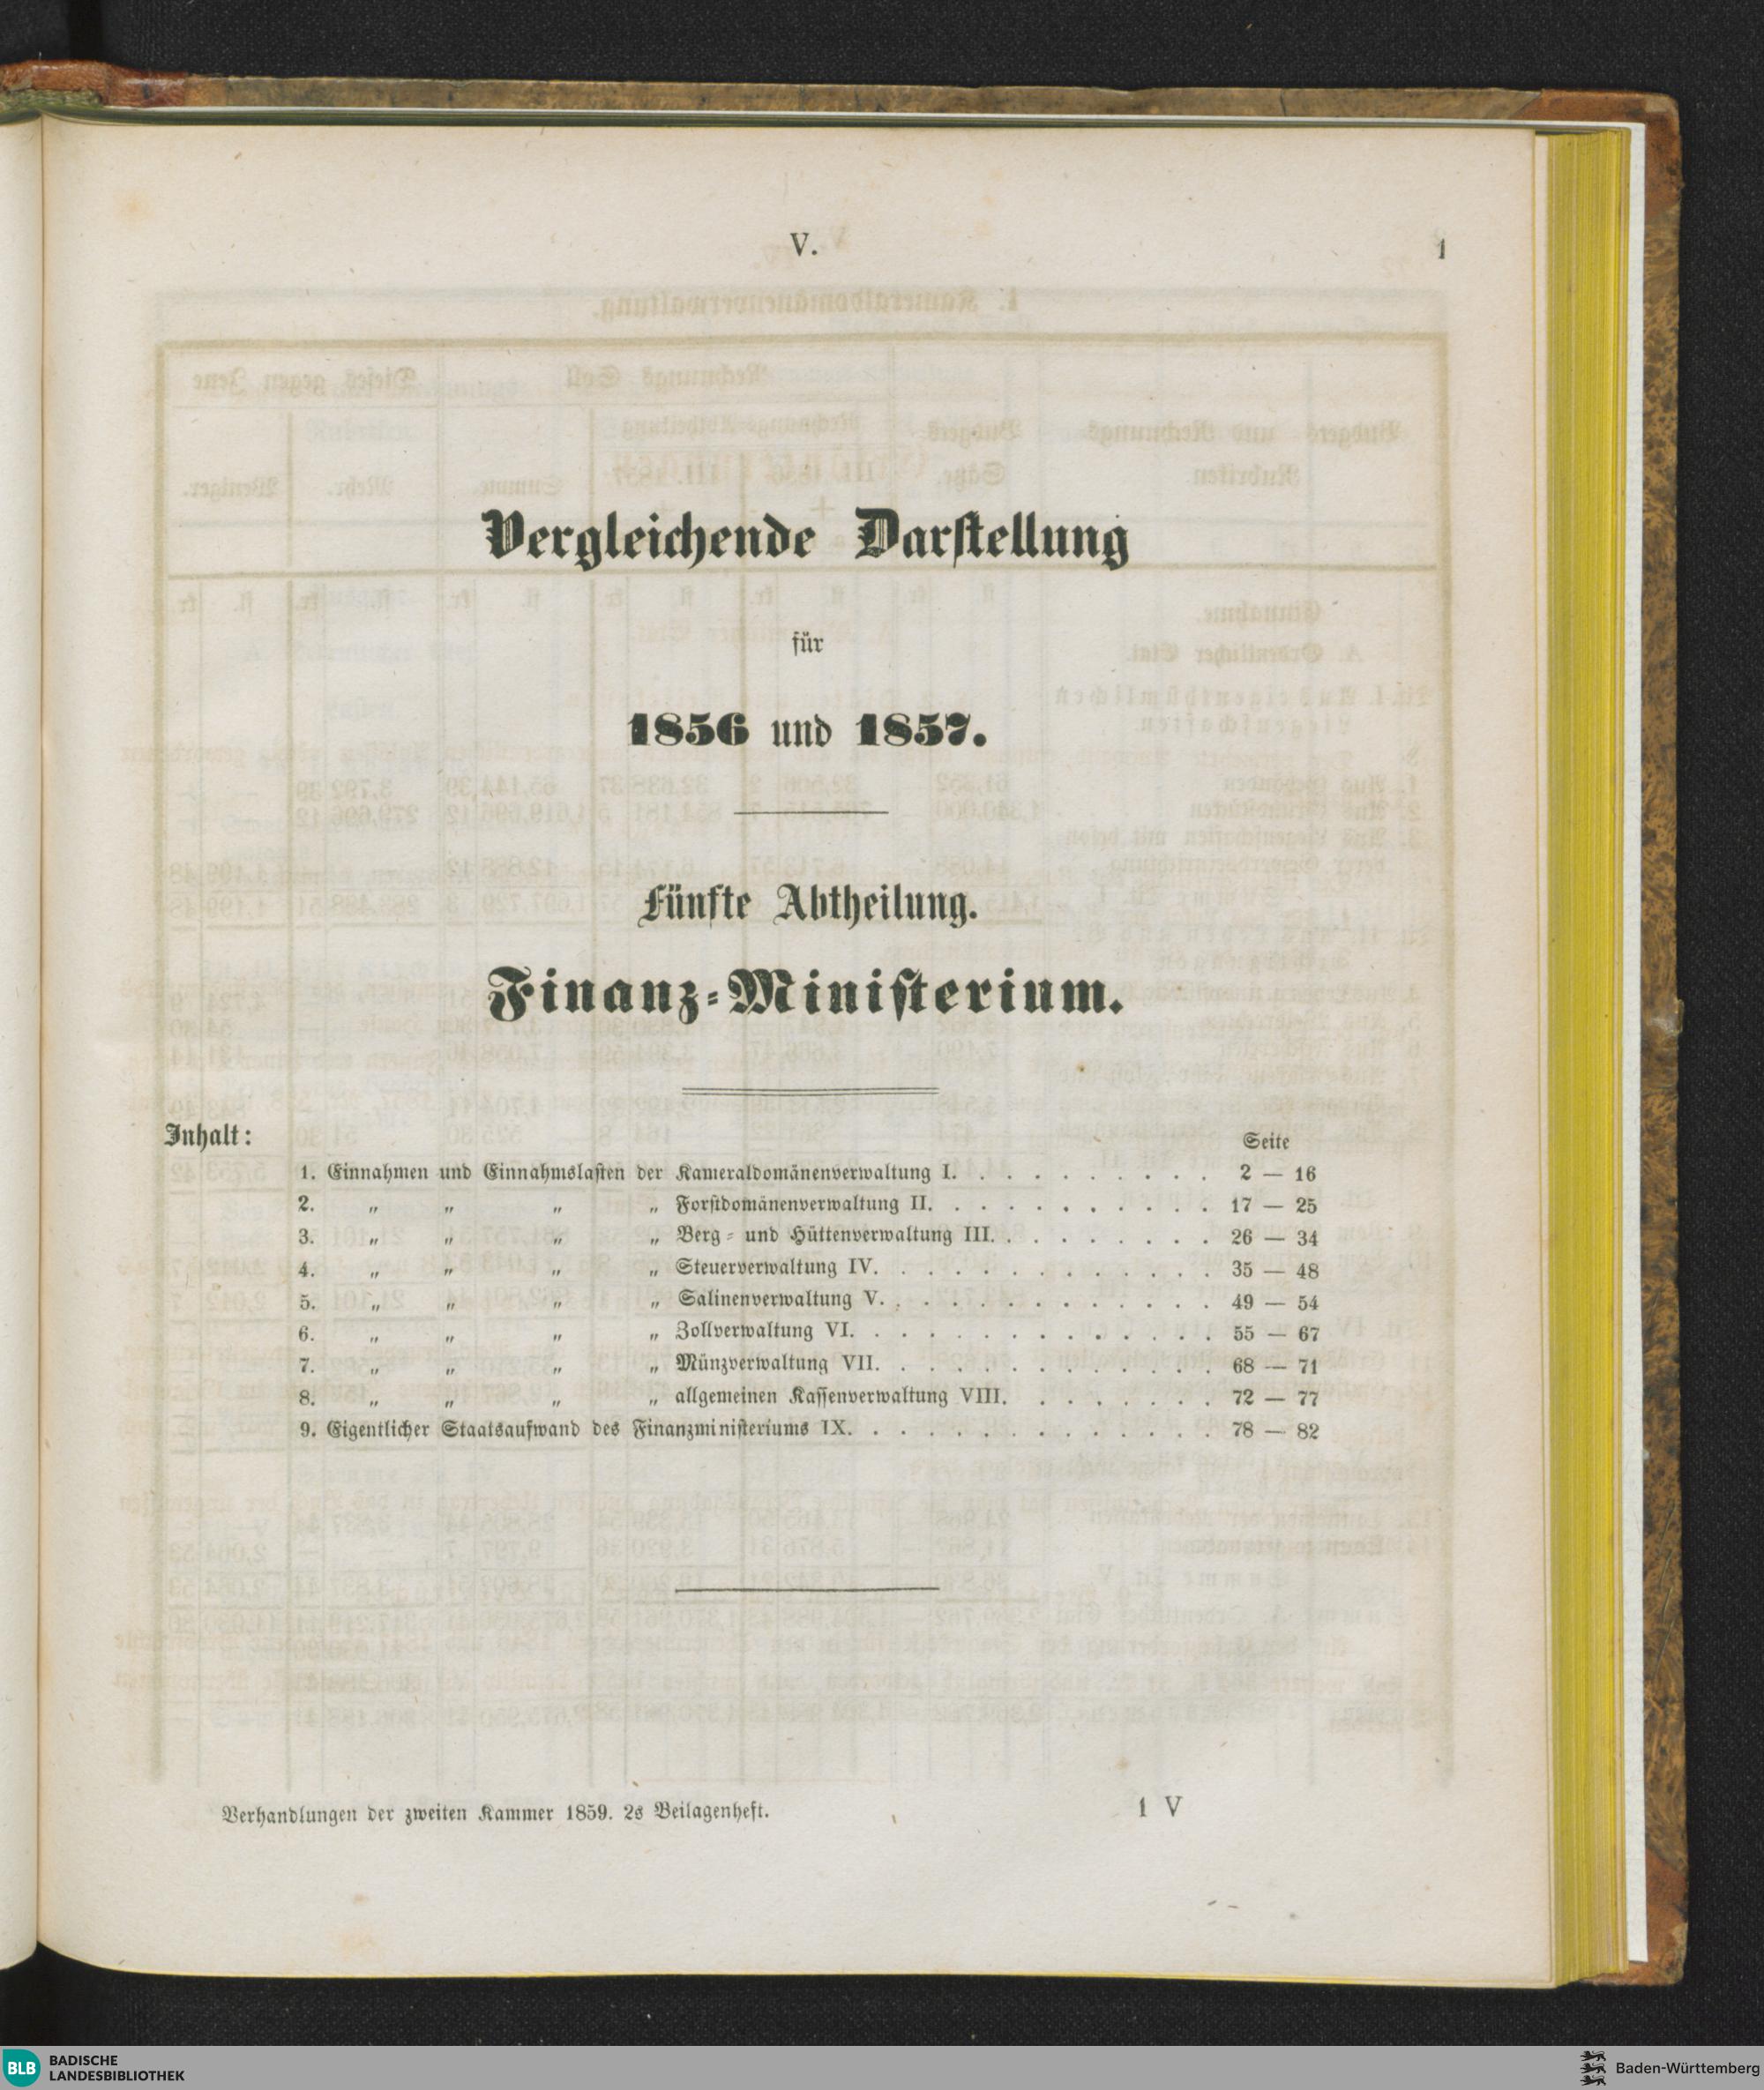 V.
1
Vergleichende Darstellung
für
1856 und 1857.
Fünfte Abtheilung.
Finanz-Ministerium.
Inhalt:
Seite
1. Einnahmen und Einnahmslasten der Kameraldomänenverwaltung I. . . . . . . . . . 2 — 16
2. „ „ „ „ Forstdomänenverwaltung II. . . . . . . . . . . 17 — 25
3. „ „ „ „ Berg- und Hüttenverwaltung III. . . . . . . . . 26 — 34
4. „ „ „ „ Steuerverwaltung IV. . . . . . . . . . . . . 35 — 48
5. „ „ „ „ Salinenverwaltung V. . . . . . . . . . . . . 49 — 54
6. „ „ „ „ Zollverwaltung VI. . . . . . . . . . . . . . 55 — 67
7. „ „ „ „ Münzverwaltung VII. . . . . . . . . . . . . 68 — 71
8. „ „ „ „ allgemeinen Kassenverwaltung VIII. . . . . . . . 72 — 77
9. Eigentlicher Staatsaufwand des Finanzministeriums IX. . . . . . . . . . . . . . 78 — 82
Verhandlungen der zweiten Kammer 1859. 2s Beilagenheft.
1 V
BLB BADISCHE
LANDESBIBLIOTHEK
Baden-Württemberg